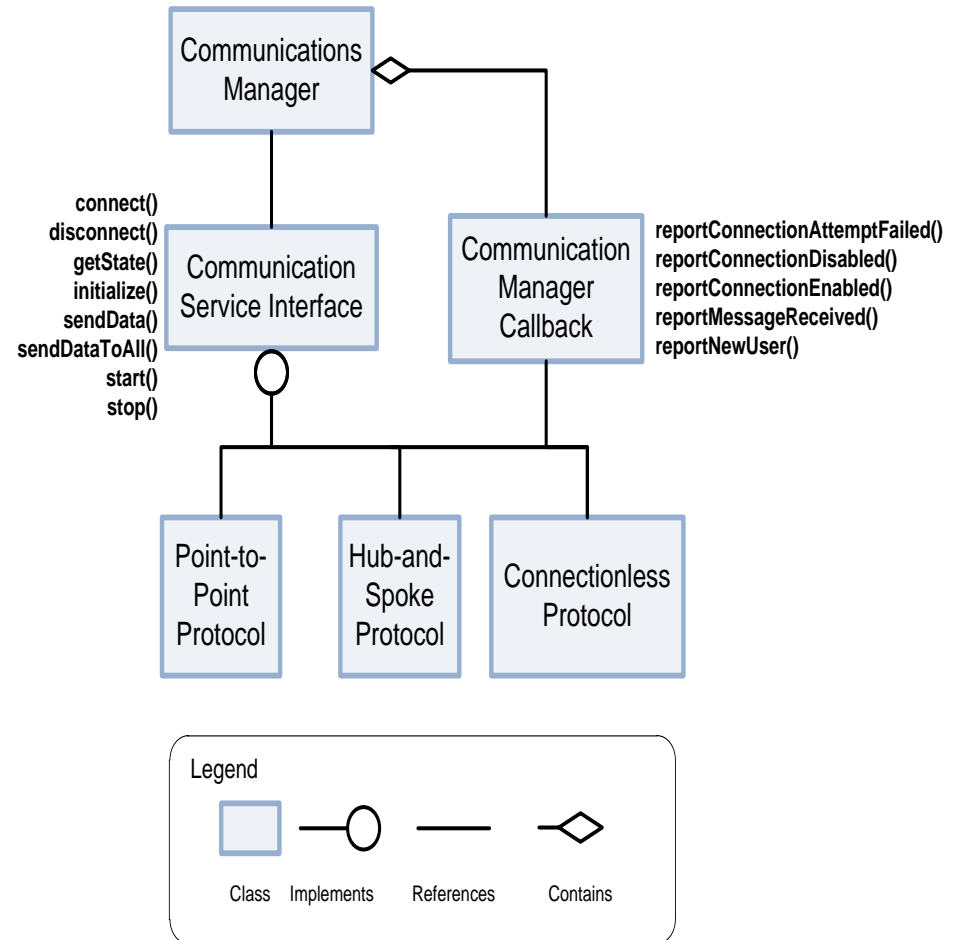 Communications
Manager
connect()
disconnect()
getState()
initialize()
sendData()
sendDataToAll()
start()
stop()
Communication
Service Interface
Communication
Manager
Callback
reportConnectionAttemptFailed()
reportConnectionDisabled()
reportConnectionEnabled()
reportMessageReceived()
reportNewUser()
Point-to-
Point
Protocol
Hub-and-
Spoke
Protocol
Connectionless
Protocol
Legend
Class
Implements
References
Contains